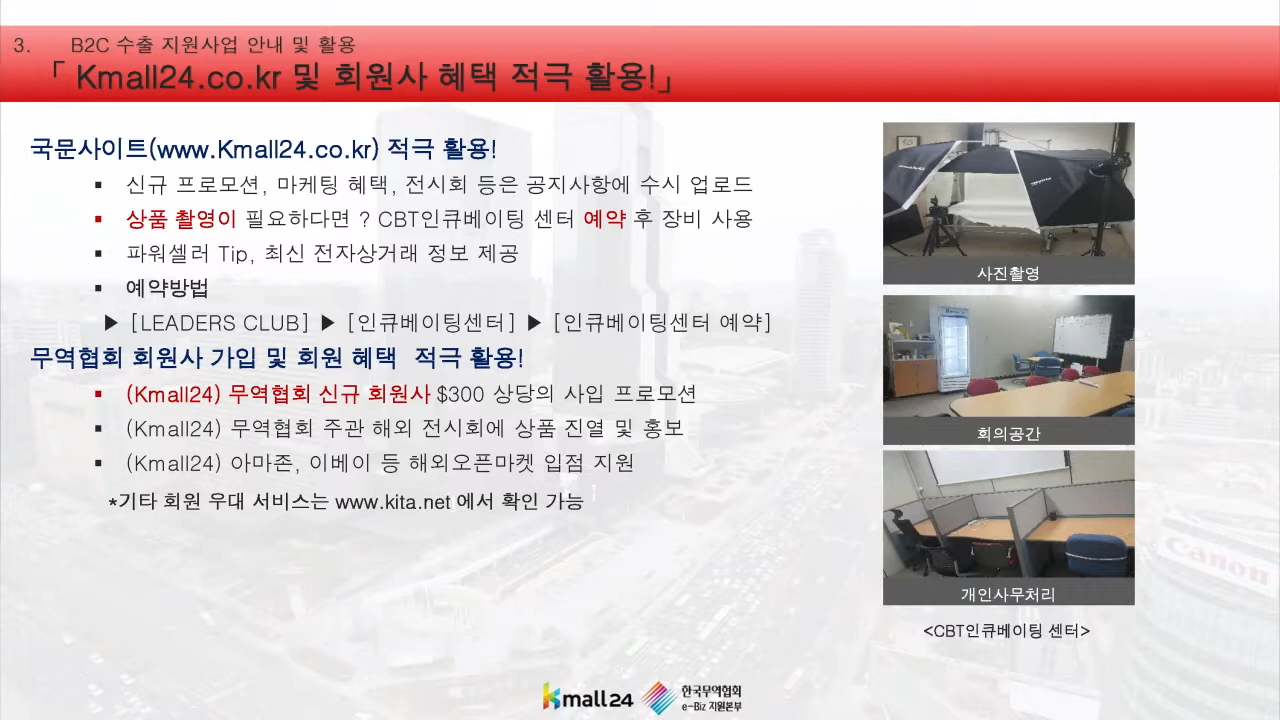 3. B2C 수출 지원사업 안내 및 활용
「 Kmall24.co.kr 및 회원사 혜택 적극 활용!」
국문사이트(www.Kmall24.co.kr) 적극 활용!
▪ 신규 프로모션, 마케팅 혜택, 전시회 등은 공지사항에 수시 업로드
▪ 상품 촬영이 필요하다면 ? CBT인큐베이팅 센터 예약 후 장비 사용
▪ 파워셀러 Tip, 최신 전자상거래 정보 제공
▪ 예약방법
▶ [LEADERS CLUB] ▶ [인큐베이팅센터] ▶ [인큐베이팅센터 예약]
무역협회 회원사 가입 및 회원 혜택 적극 활용!
▪ (Kmall24) 무역협회 신규 회원사 $300 상당의 사입 프로모션
▪ (Kmall24) 무역협회 주관 해외 전시회에 상품 진열 및 홍보
▪ (Kmall24) 아마존, 이베이 등 해외오픈마켓 입점 지원
*기타 회원 우대 서비스는 www.kita.net 에서 확인 가능
사진촬영
회의공간
개인사무처리
<CBT인큐베이팅 센터>
Canon
Kmall24
한국무역협회
e-Biz 지원본부